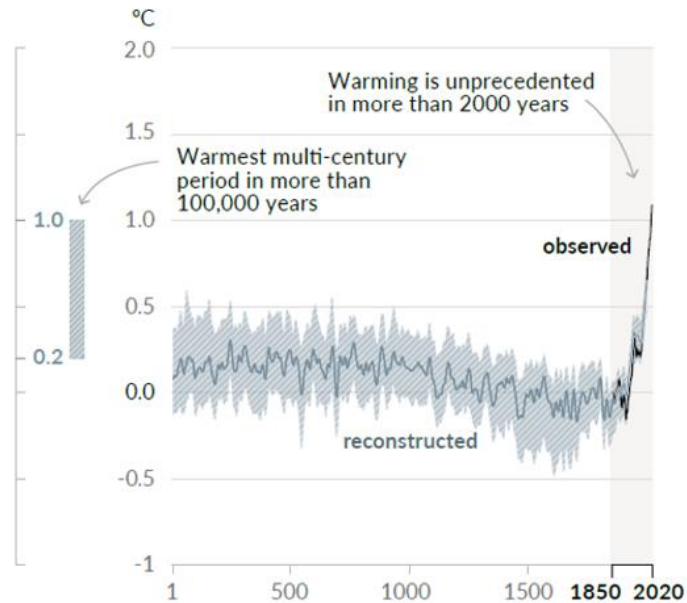 °C
2.0
Warming is unprecedented
in more than 2000 years
1.5
Warmest multi-century
period in more than
100,000 years
1.0
1.0
observed
0.5
0.2
0.0
reconstructed
-0.5
-1
1 500 1000 1500 1850 2020